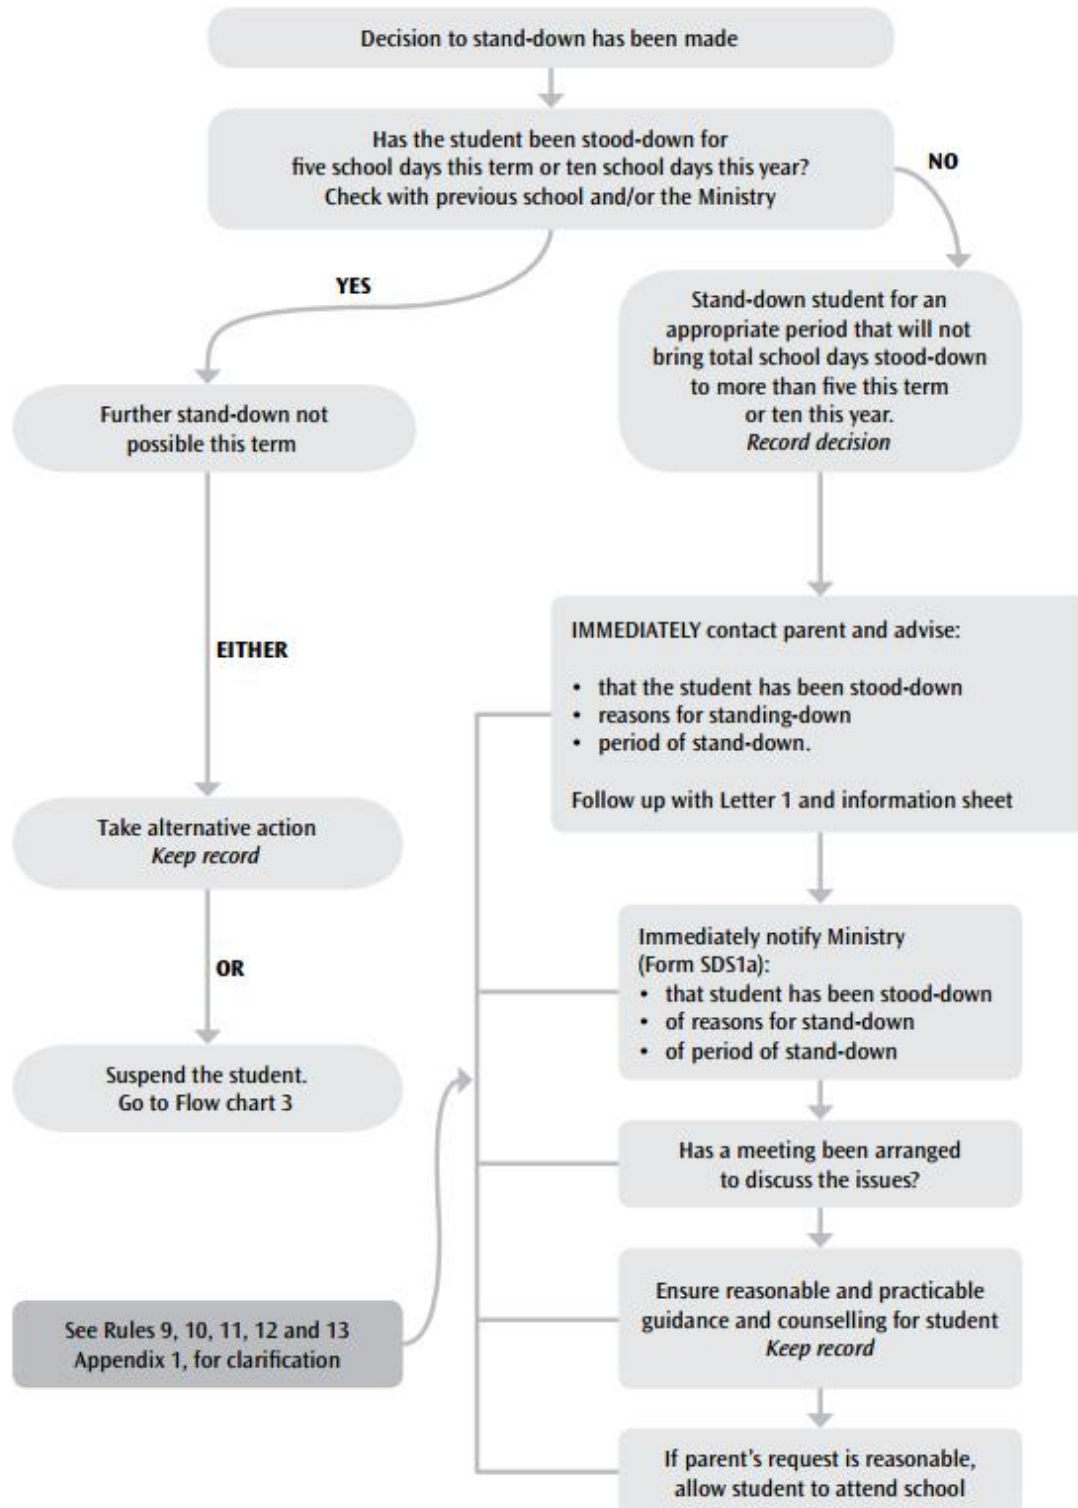 Decision to stand-down has been made
Has the student been stood-down for
five school days this term or ten school days this year?
Check with previous school and/or the Ministry
NO
YES
Stand-down student for an
appropriate period that will not
bring total school days stood-down
to more than five this term
or ten this year.
Record decision
Further stand-down not
possible this term
IMMEDIATELY contact parent and advise:
• that the student has been stood-down
• reasons for standing-down
• period of stand-down.
Follow up with Letter 1 and information sheet
EITHER
Take alternative action
Keep record
Immediately notify Ministry
(Form SDS1a):
• that student has been stood-down
• of reasons for stand-down
• of period of stand-down
OR
Suspend the student.
Go to Flow chart 3
Has a meeting been arranged
to discuss the issues?
Ensure reasonable and practicable
guidance and counselling for student
Keep record
See Rules 9, 10, 11, 12 and 13
Appendix 1, for clarification
If parent's request is reasonable,
allow student to attend school